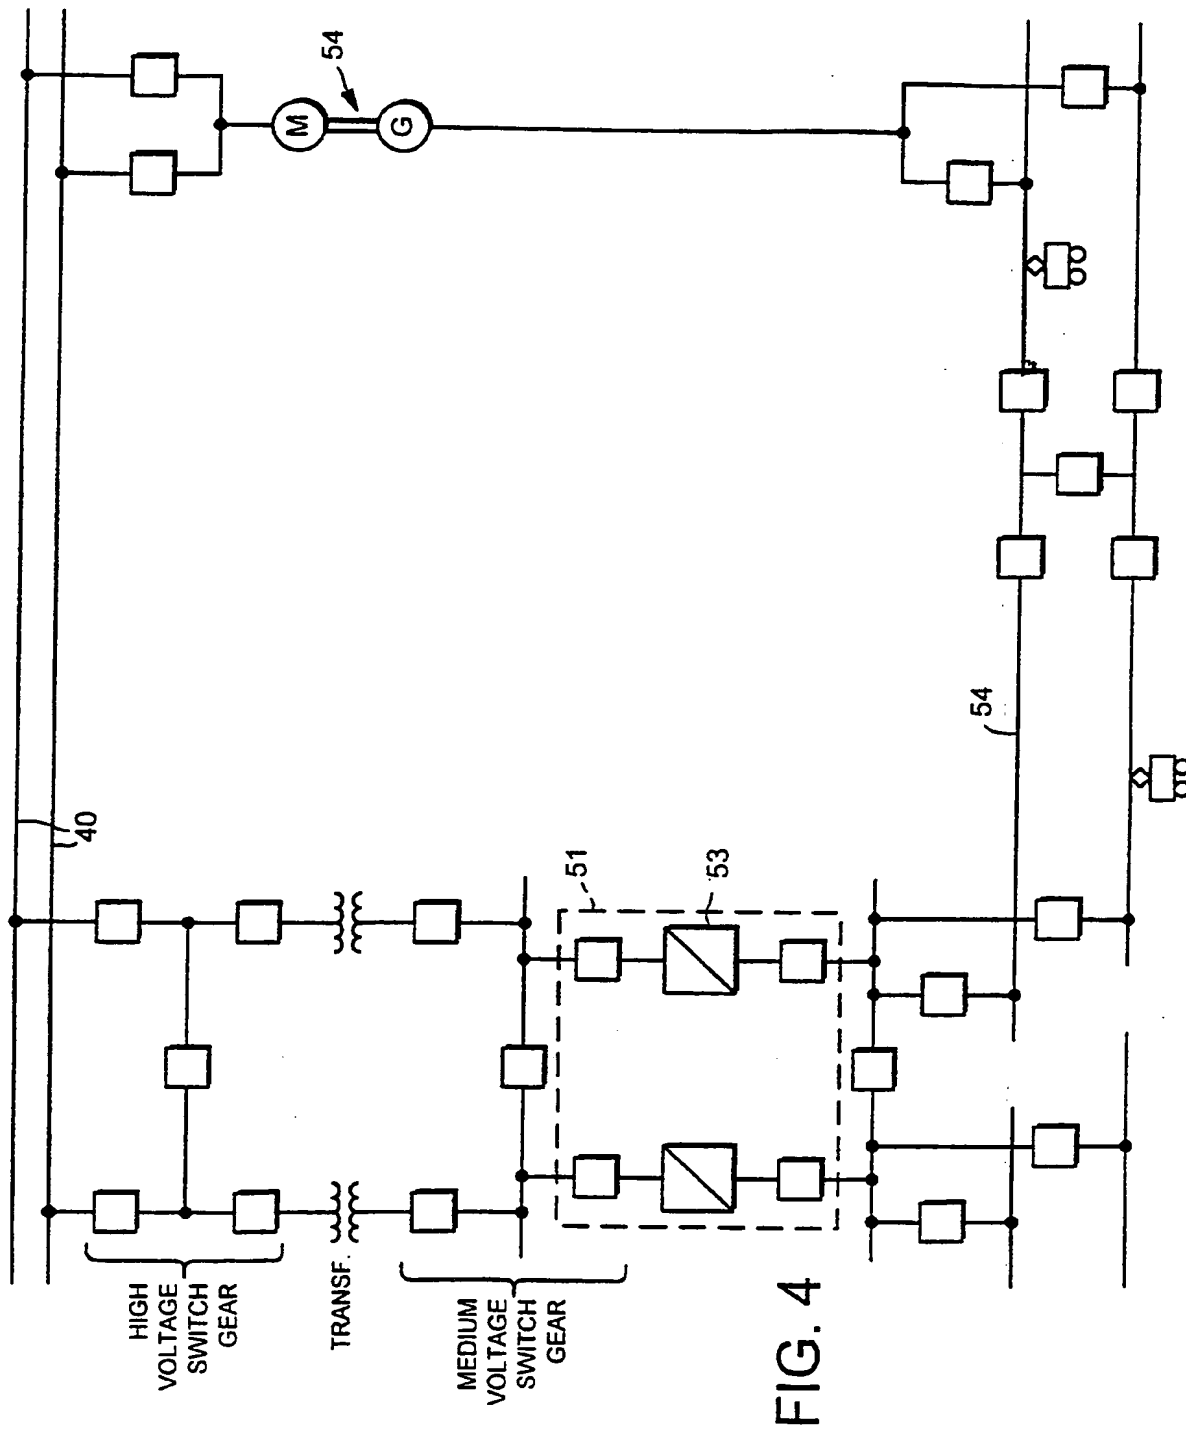 HIGH
VOLTAGE
SWITCH
GEAR
TRANSF.
MEDIUM
VOLTAGE
SWITCH
GEAR
40
51
53
54
M
G
54
FIG. 4